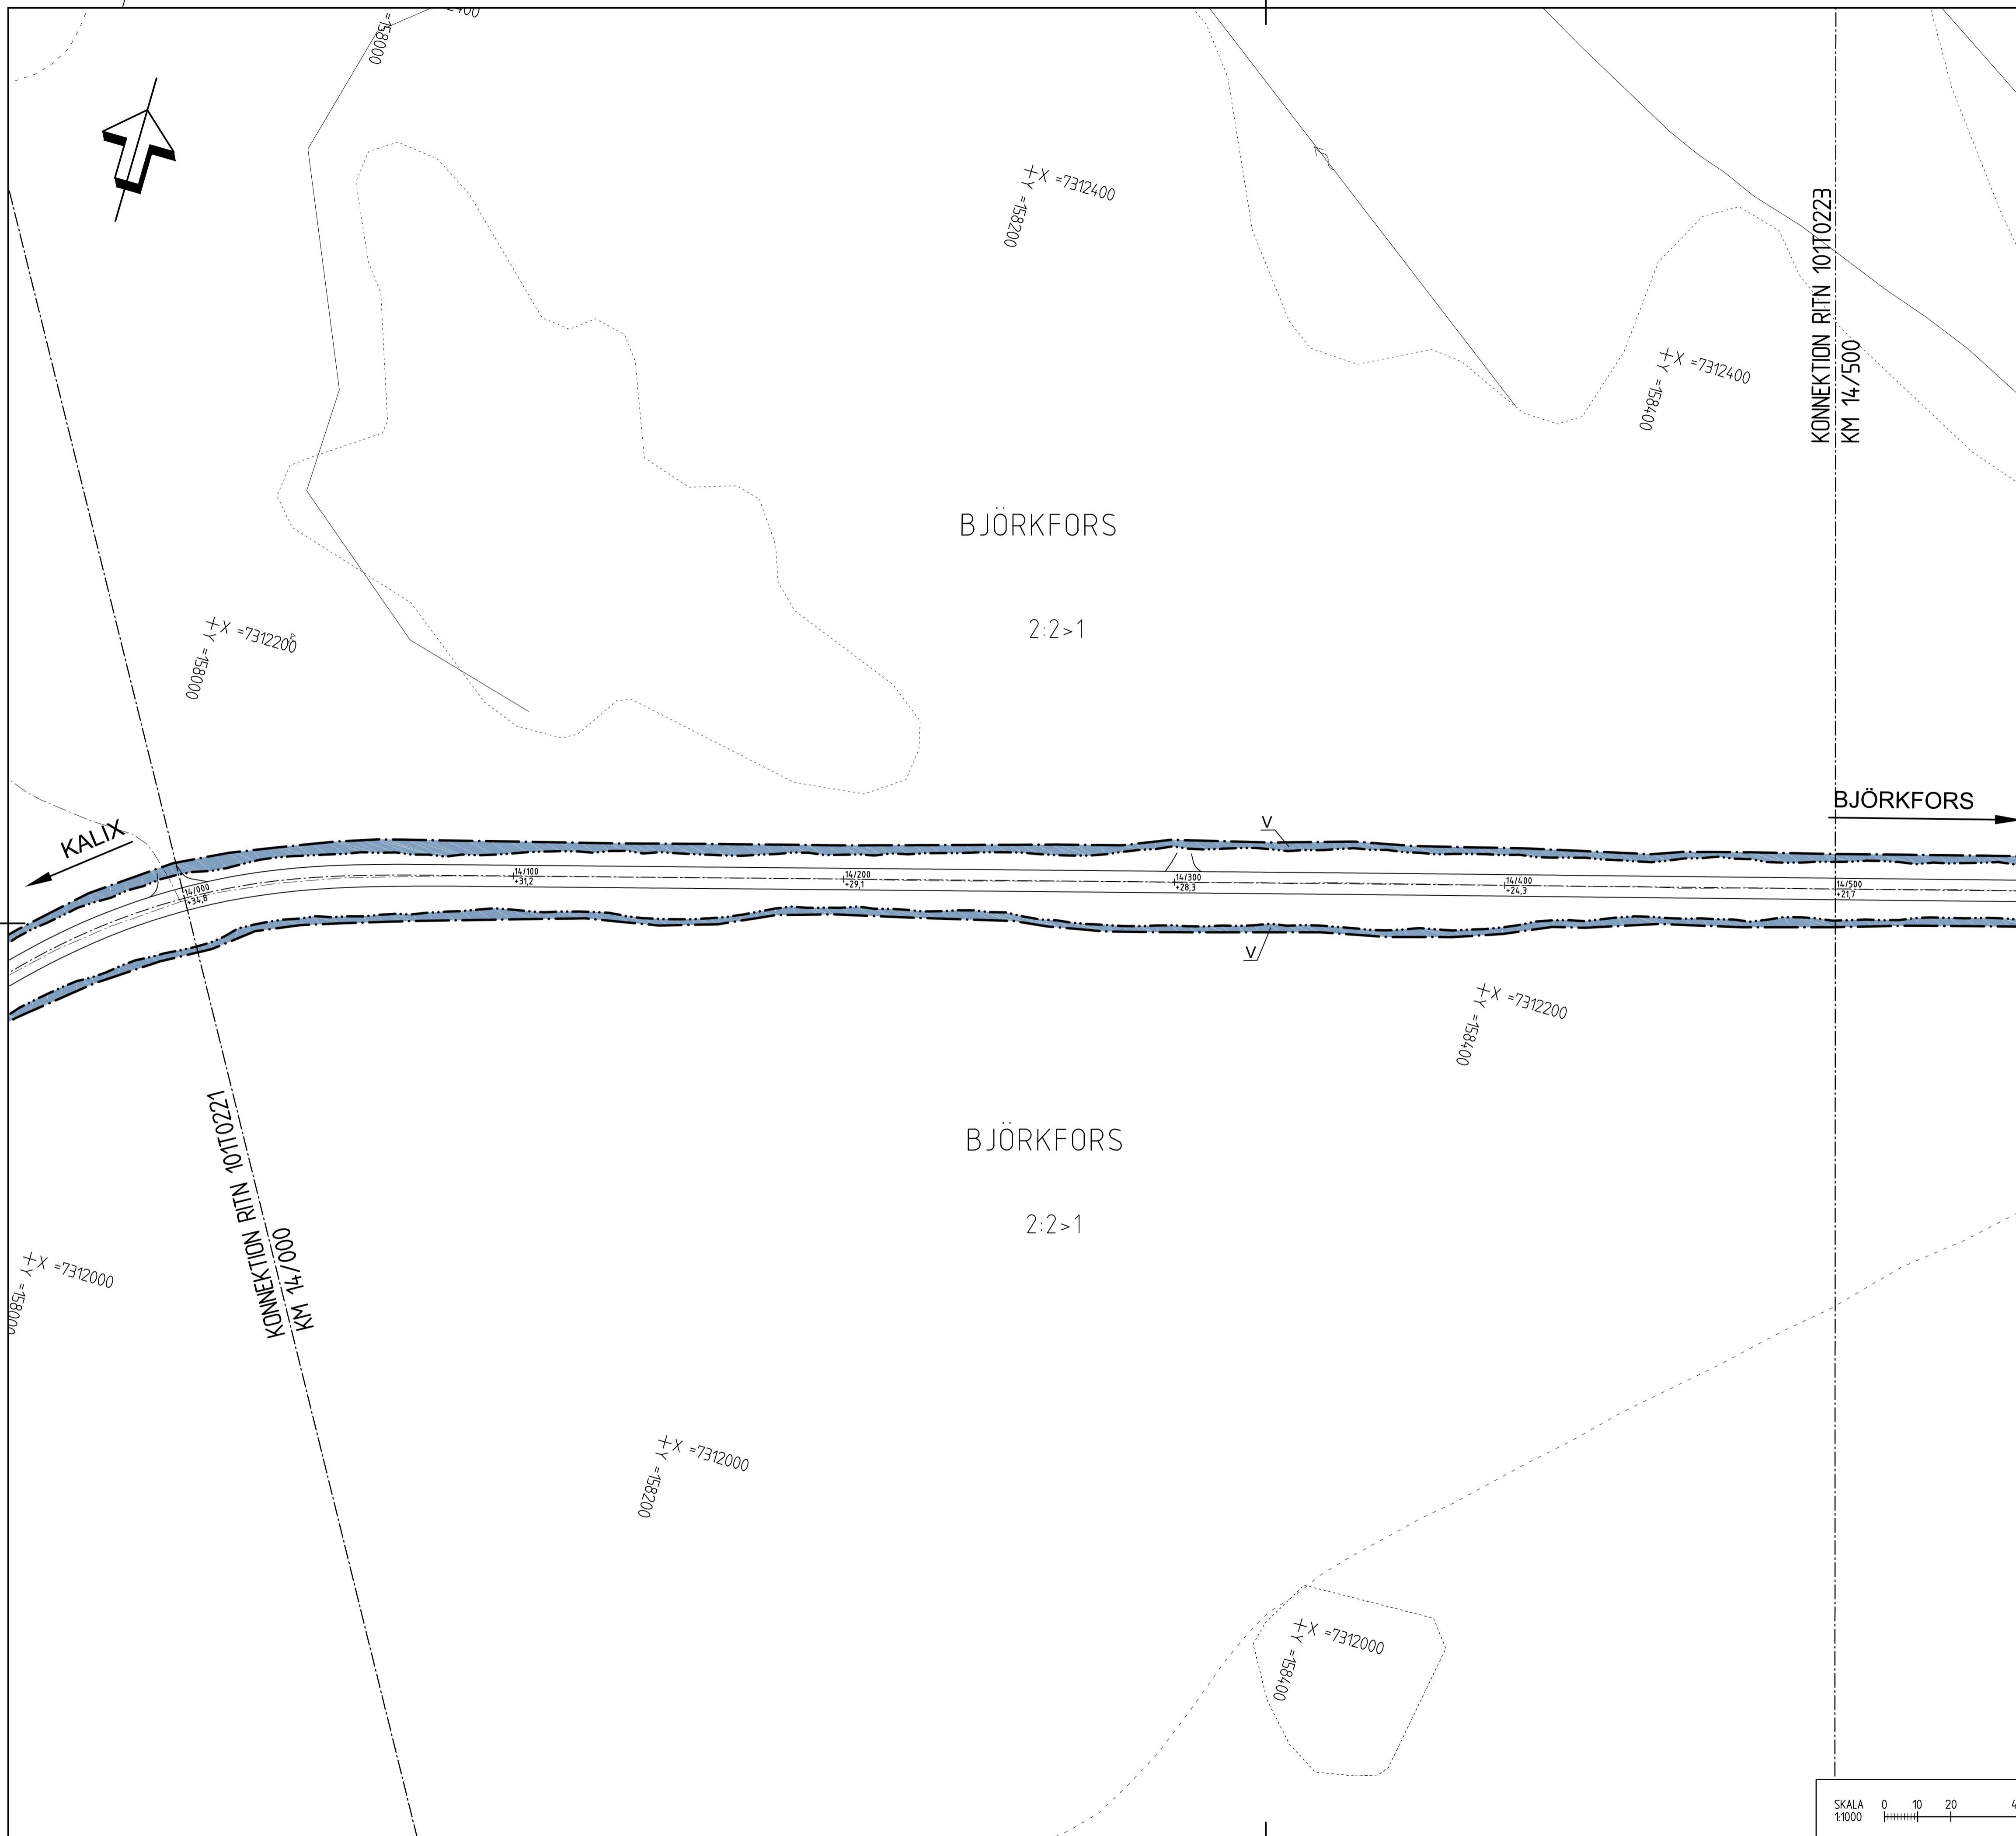 =158000
X =7312400
Y =158200
KONNEKTION RITN 101T0223
KM 14/500
X =7312400
Y =158400
BJÖRKFORS
2:2>1
X =7312200
Y =158000
KALIX
BJÖRKFORS
V
14/000
+34,8
14/100
+31,2
14/200
+29,1
14/300
+28,3
14/400
+24,3
14/500
+21,7
V
X =7312200
Y =158400
KONNEKTION RITN 101T0221
KM 14/000
BJÖRKFORS
2:2>1
X =7312000
Y =158000
X =7312000
Y =158200
X =7312000
Y =158400
SKALA 0 10 20
1:1000